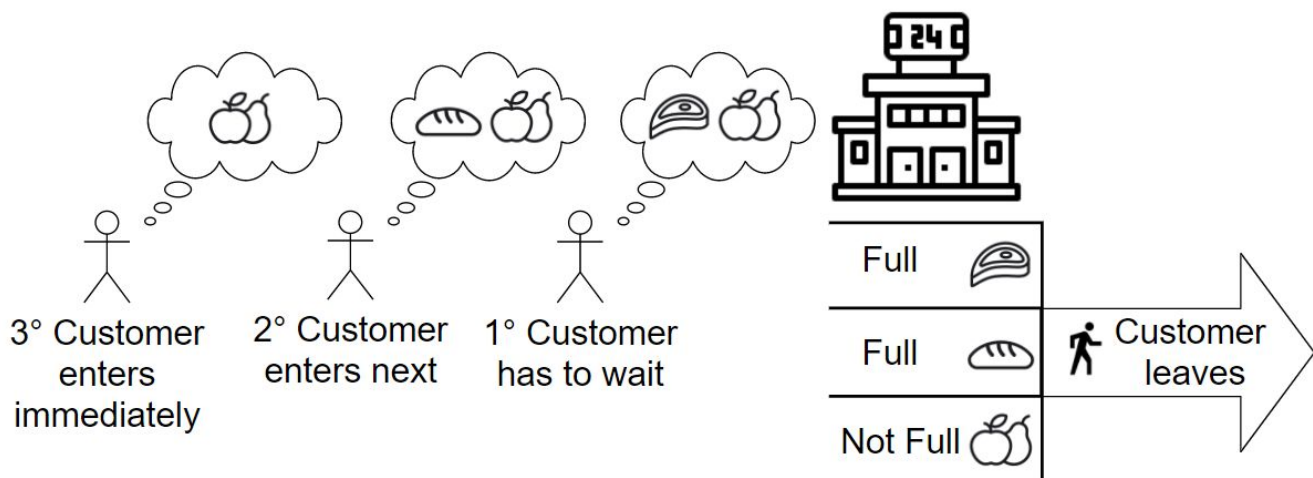 24
3° Customer
enters
immediately
2° Customer
enters next
1° Customer
has to wait
Full
Full
Not Full
Customer
leaves